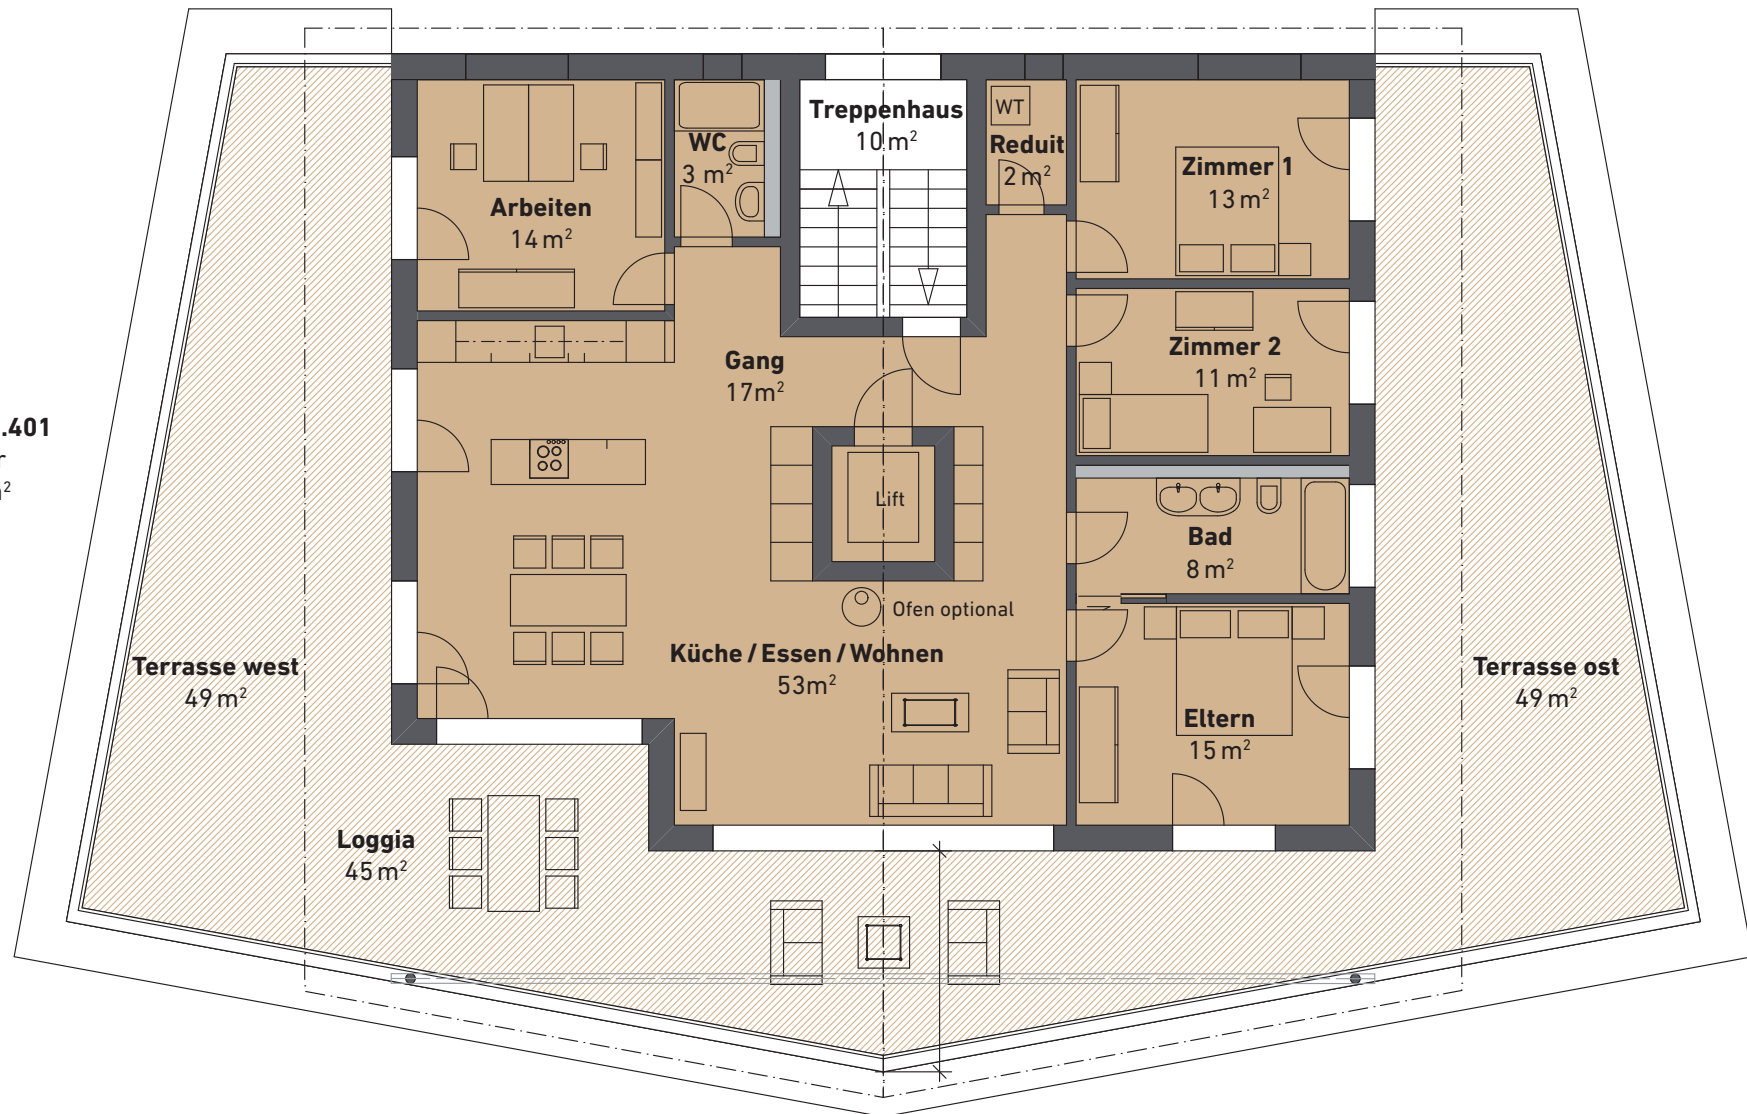 Treppenhaus
10 m²
WT
WC
3 m²
Reduit
2 m²
Zimmer 1
13 m²
Arbeiten
14 m²
Zimmer 2
11 m²
Gang
17m²
.401
r
m²
Lift
Bad
8 m²
Ofen optional
Küche / Essen / Wohnen
53m²
Terrasse west
49 m²
Terrasse ost
49 m²
Eltern
15 m²
Loggia
45 m²